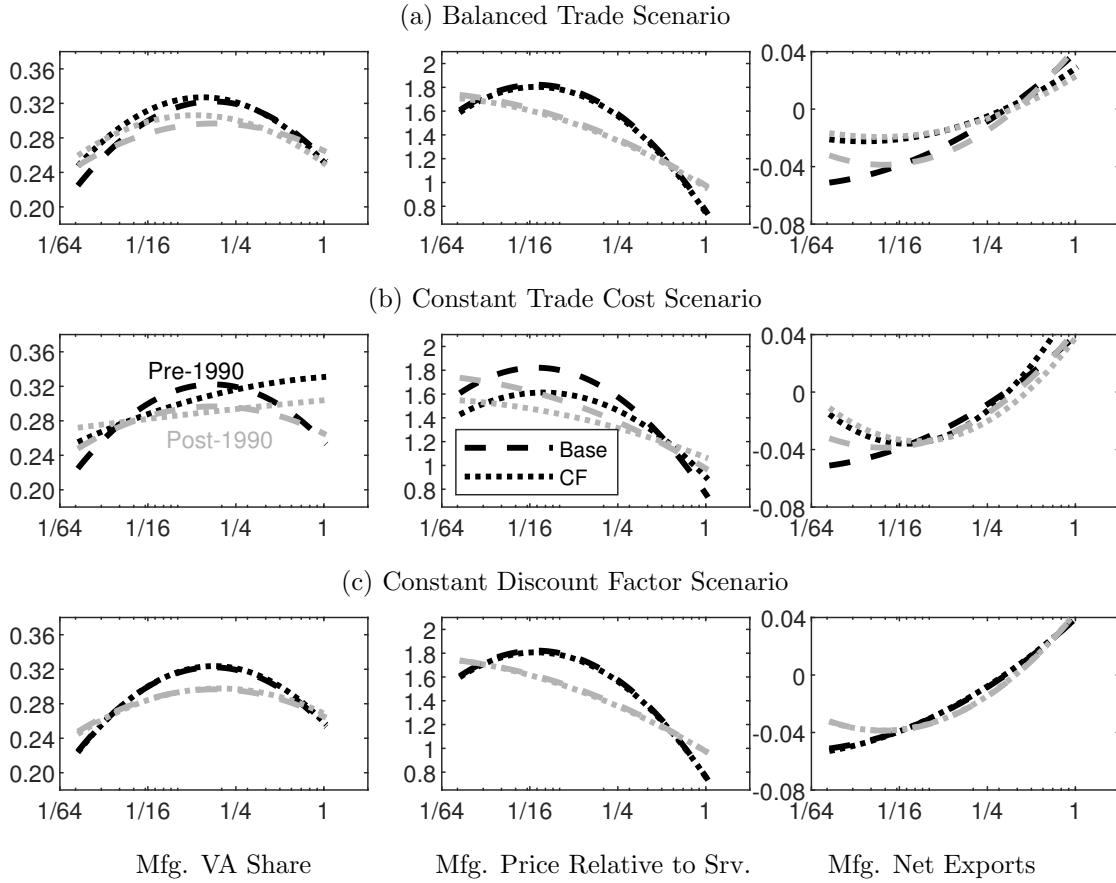 (a) Balanced Trade Scenario
0.36 2 0.04
0.32 1.8
1.6 0
0.28 1.4
0.24 1.2 -0.04
1
0.20 0.8
-0.08
1/64 1/16 1/4 1 1/64 1/16 1/4 1 1/64 1/16 1/4 1
(b) Constant Trade Cost Scenario
0.36 2 0.04
Pre-1990 1.8
0.32 1.6 0
0.28 1.4
Post-1990 1.2 Base -0.04
0.24 1 CF
0.20 0.8
-0.08
1/64 1/16 1/4 1 1/64 1/16 1/4 1 1/64 1/16 1/4 1
(c) Constant Discount Factor Scenario
0.36 2 0.04
0.32 1.8
1.6 0
0.28 1.4
0.24 1.2 -0.04
1
0.20 0.8
-0.08
1/64 1/16 1/4 1 1/64 1/16 1/4 1 1/64 1/16 1/4 1
Mfg. VA Share Mfg. Price Relative to Srv. Mfg. Net Exports